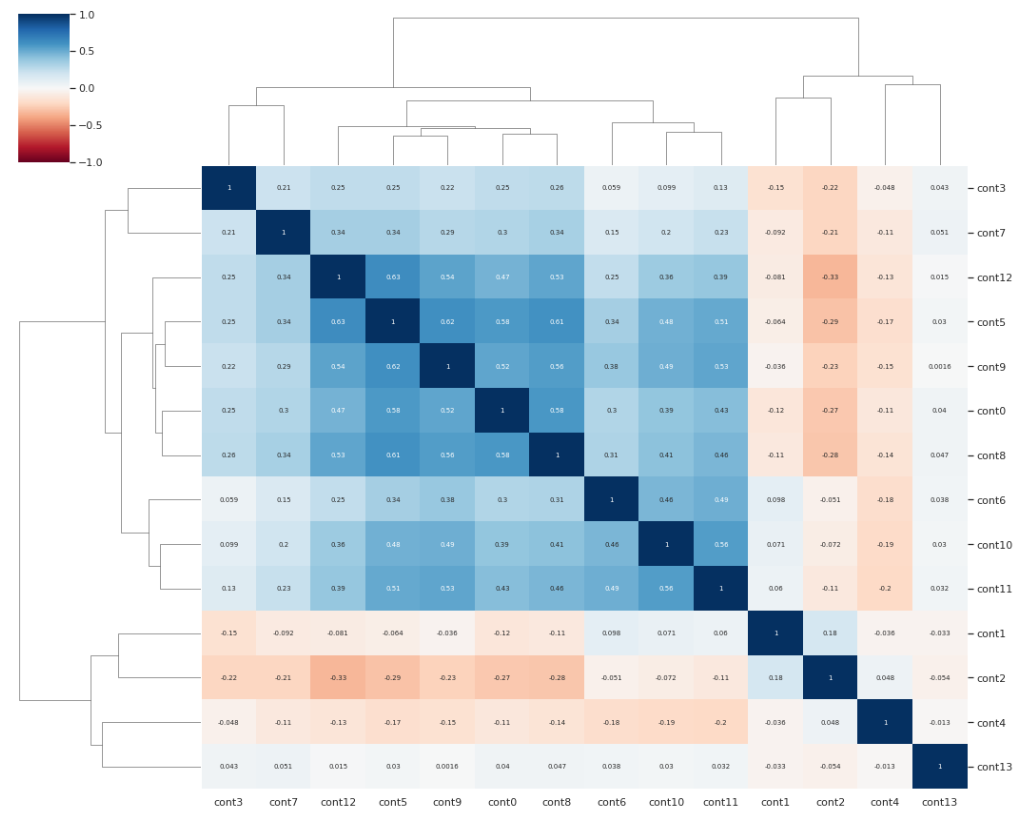 1.0
0.5
0.0
−0.5
−1.0
1 0.21 0.25 0.25 0.22 0.25 0.26 0.059 0.099 0.13 -0.15 -0.22 -0.048 0.043 cont3
0.21 1 0.34 0.34 0.29 0.3 0.34 0.15 0.2 0.23 -0.092 -0.21 -0.11 0.051 cont7
0.25 0.34 1 0.63 0.54 0.47 0.53 0.25 0.36 0.39 -0.081 -0.33 -0.13 0.015 cont12
0.25 0.34 0.63 1 0.62 0.58 0.61 0.34 0.48 0.51 -0.064 -0.29 -0.17 0.03 cont5
0.22 0.29 0.54 0.62 1 0.52 0.56 0.38 0.49 0.53 -0.036 -0.23 -0.15 0.0016 cont9
0.25 0.3 0.47 0.58 0.52 1 0.58 0.3 0.39 0.43 -0.12 -0.27 -0.11 0.04 cont0
0.26 0.34 0.53 0.61 0.56 0.58 1 0.31 0.41 0.46 -0.11 -0.28 -0.14 0.047 cont8
0.059 0.15 0.25 0.34 0.38 0.3 0.31 1 0.46 0.49 0.098 -0.051 -0.18 0.038 cont6
0.099 0.2 0.36 0.48 0.49 0.39 0.41 0.46 1 0.56 0.071 -0.072 -0.19 0.03 cont10
0.13 0.23 0.39 0.51 0.53 0.43 0.46 0.49 0.56 1 0.06 -0.11 -0.2 0.032 cont11
-0.15 -0.092 -0.081 -0.064 -0.036 -0.12 -0.11 0.098 0.071 0.06 1 0.18 -0.036 -0.033 cont1
-0.22 -0.21 -0.33 -0.29 -0.23 -0.27 -0.28 -0.051 -0.072 -0.11 0.18 1 0.048 -0.054 cont2
-0.048 -0.11 -0.13 -0.17 -0.15 -0.11 -0.14 -0.18 -0.19 -0.2 -0.036 0.048 1 -0.013 cont4
0.043 0.051 0.015 0.03 0.0016 0.04 0.047 0.038 0.03 0.032 -0.033 -0.054 -0.013 1 cont13
cont3 cont7 cont12 cont5 cont9 cont0 cont8 cont6 cont10 cont11 cont1 cont2 cont4 cont13